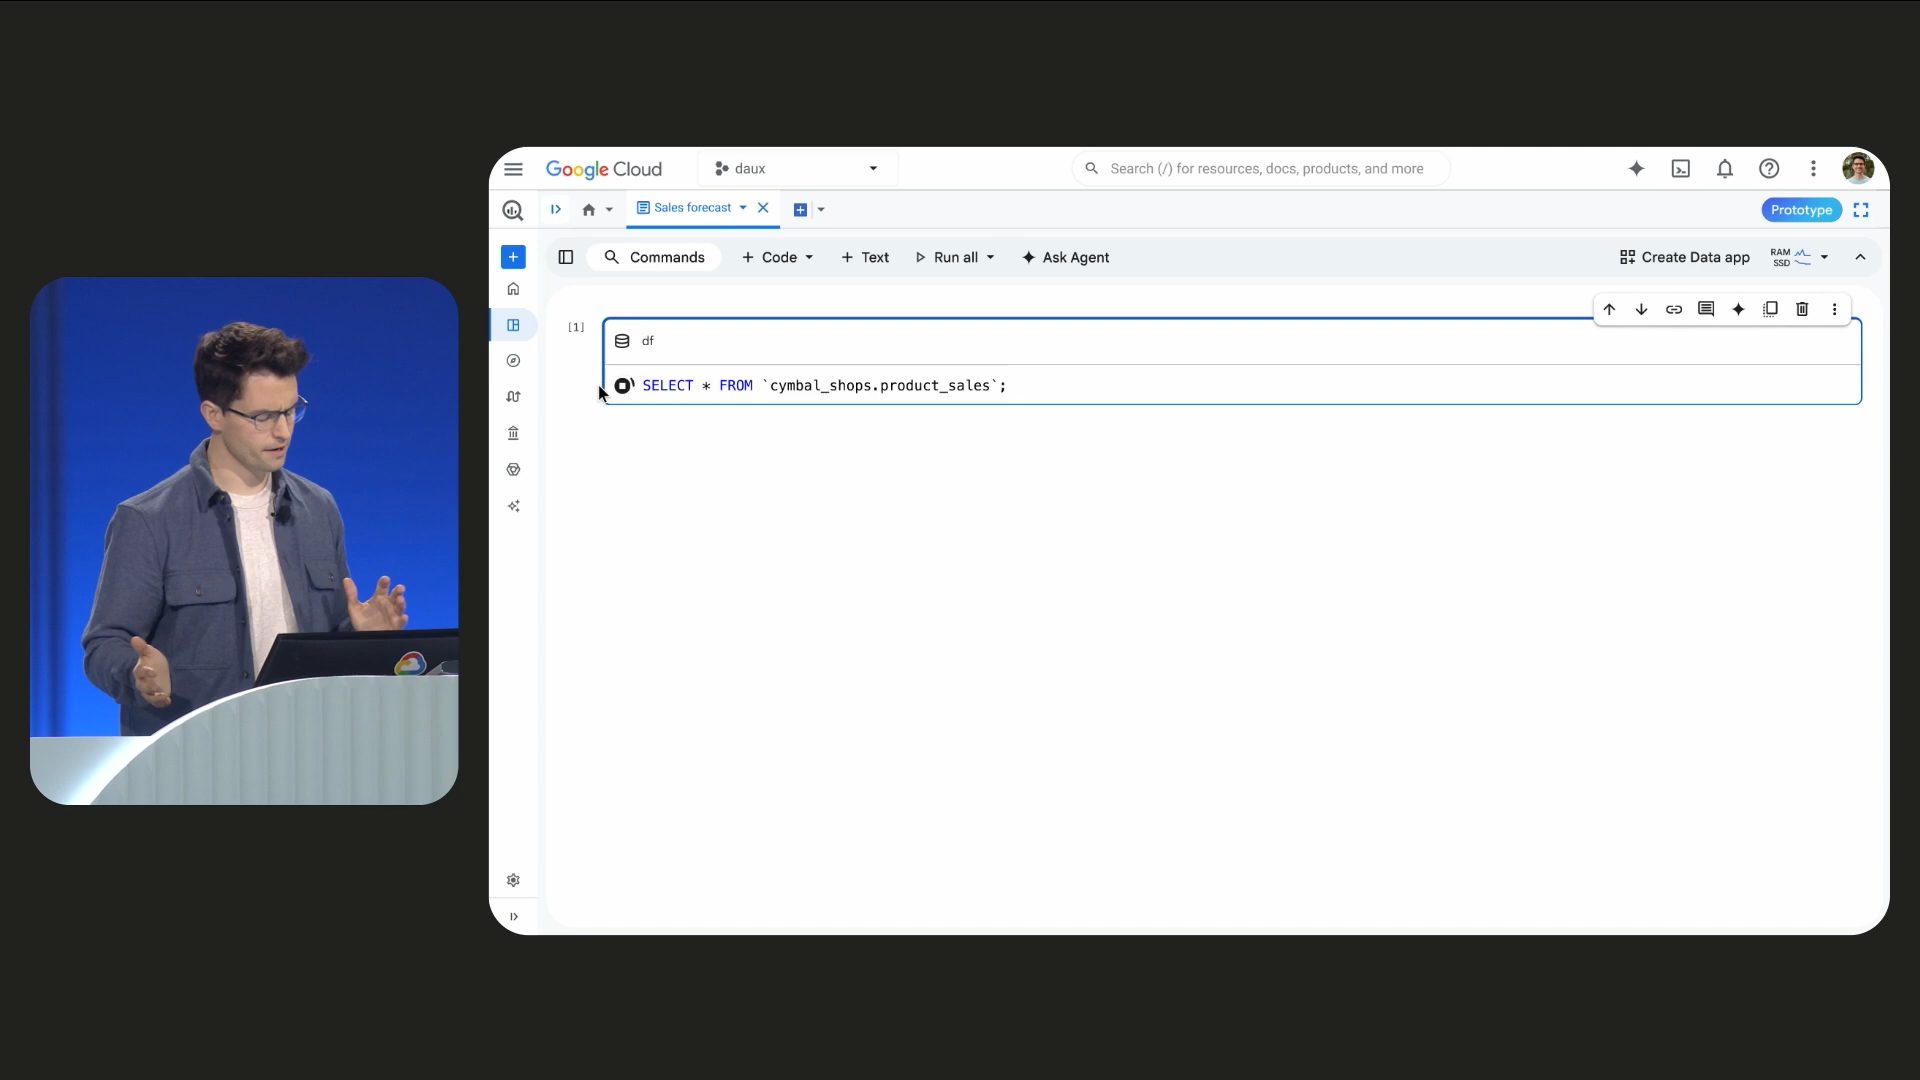 Google Cloud
daux
Search (/) for resources, docs, products, and more
Sales forecast
Prototype
Commands
+ Code
+ Text
Run all
Ask Agent
Create Data app
RAM
SSD
[1]
df
SELECT * FROM `cymbal_shops.product_sales`;